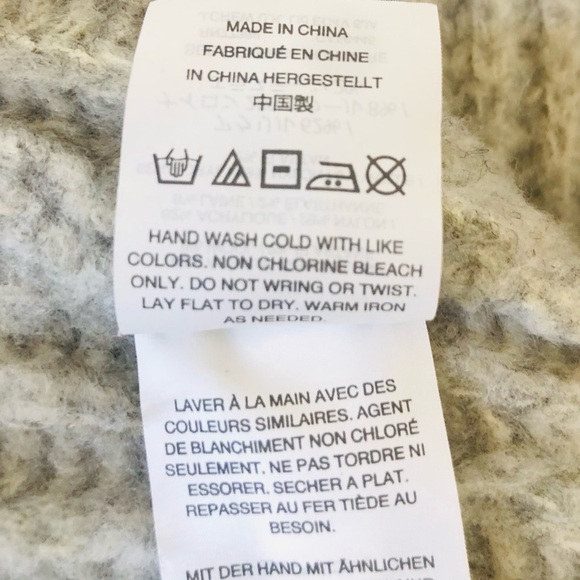 MADE IN CHINA
FABRIQUÉ EN CHINE
IN CHINA HERGESTELLT
中国製
HAND WASH COLD WITH LIKE
COLORS. NON CHLORINE BLEACH
ONLY. DO NOT WRING OR TWIST.
LAY FLAT TO DRY. WARM IRON
AS NEEDED.
LAVER À LA MAIN AVEC DES
COULEURS SIMILAIRES. AGENT
DE BLANCHIMENT NON CHLORÉ
SEULEMENT. NE PAS TORDRE NI
ESSORER. SECHER A PLAT.
REPASSER AU FER TIÈDE AU
BESOIN.
MIT DER HAND MIT ÄHNLICHEN